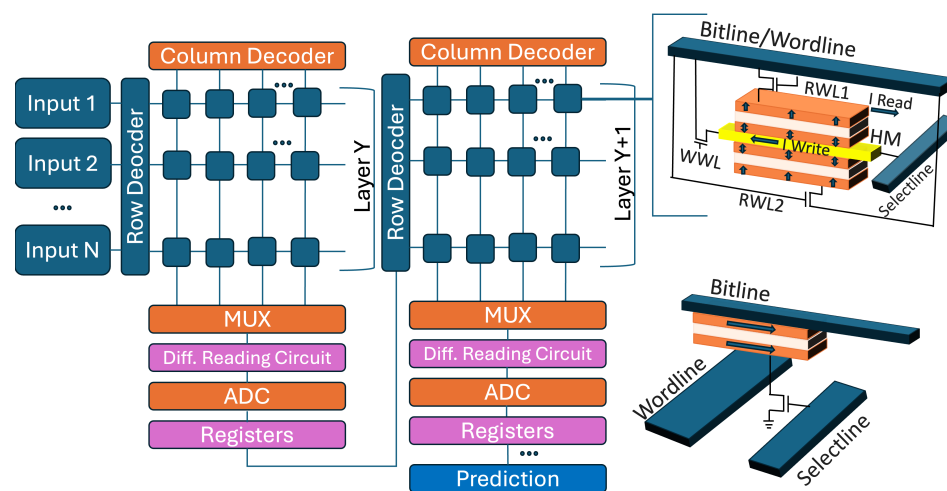 Column Decoder
Input 1
Input 2
...
Input N
Row Deocder
...
...
Layer Y
MUX
Diff. Reading Circuit
ADC
Registers
Column Decoder
Row Deocder
...
...
Layer Y+1
MUX
Diff. Reading Circuit
ADC
Registers
...
Prediction
Bitline/Wordline
RWL1
I Read
HM
I Write
WWL
RWL2
Selectline
Bitline
Wordline
Selectline